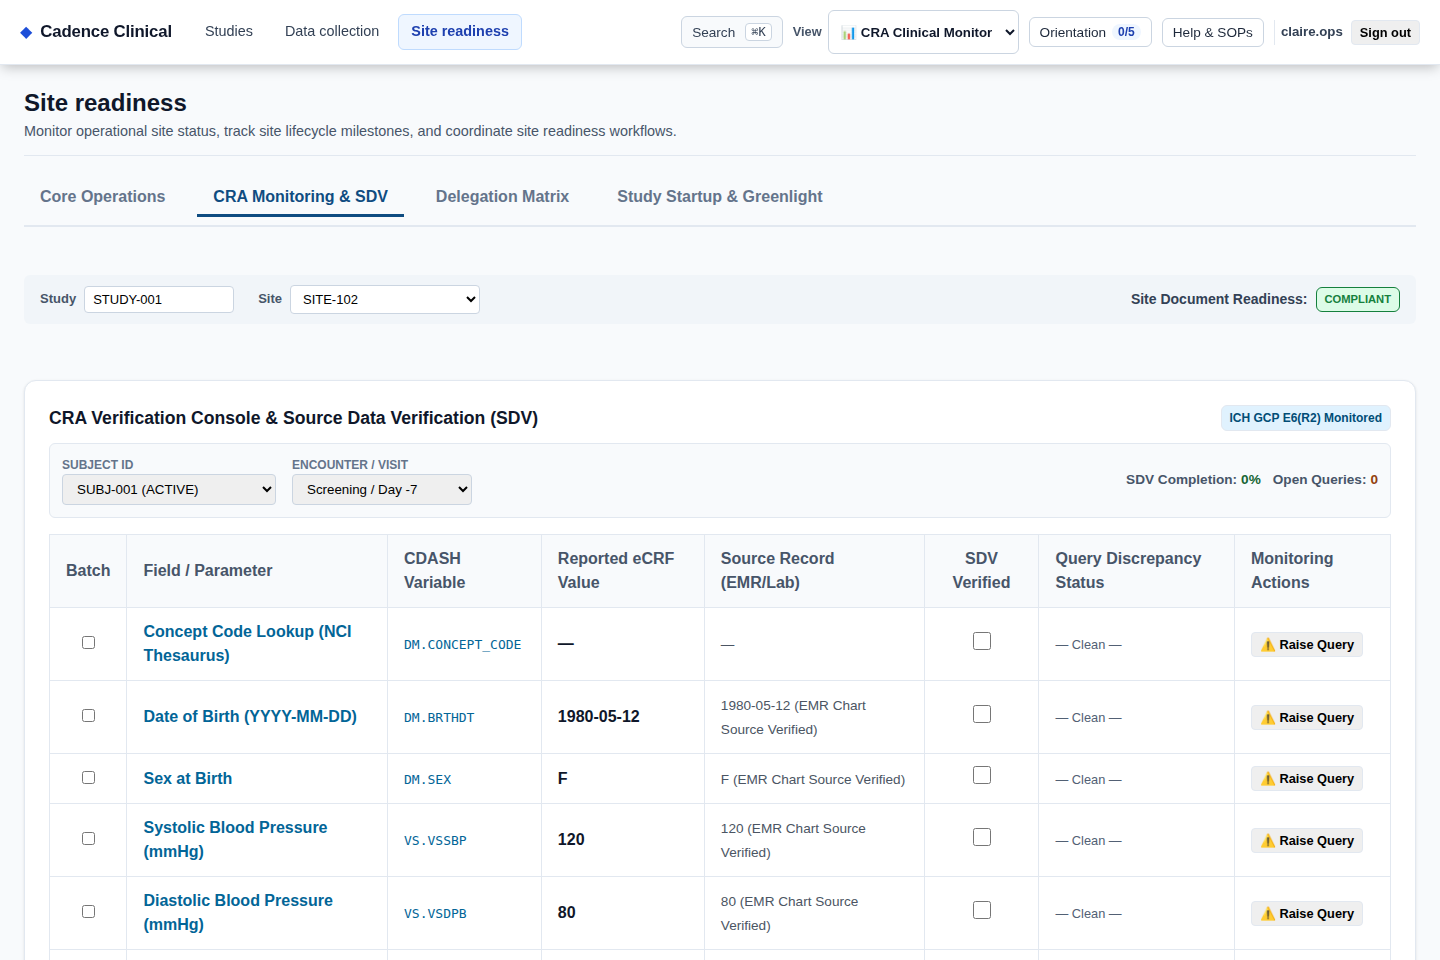 ◆ Cadence Clinical Studies Data collection Site readiness Search ⌘K View 📊 CRA Clinical Monitor Orientation 0/5 Help & SOPs claire.ops Sign out
Site readiness
Monitor operational site status, track site lifecycle milestones, and coordinate site readiness workflows.
Core Operations CRA Monitoring & SDV Delegation Matrix Study Startup & Greenlight
Study STUDY-001 Site SITE-102 Site Document Readiness: COMPLIANT
CRA Verification Console & Source Data Verification (SDV) ICH GCP E6(R2) Monitored
SUBJECT ID ENCOUNTER / VISIT
SUBJ-001 (ACTIVE) Screening / Day -7 SDV Completion: 0% Open Queries: 0
Batch Field / Parameter CDASH Variable Reported eCRF Value Source Record (EMR/Lab) SDV Verified Query Discrepancy Status Monitoring Actions
Concept Code Lookup (NCI Thesaurus) DM.CONCEPT_CODE — — — Clean — ⚠️ Raise Query
Date of Birth (YYYY-MM-DD) DM.BRTHDT 1980-05-12 1980-05-12 (EMR Chart Source Verified) — Clean — ⚠️ Raise Query
Sex at Birth DM.SEX F F (EMR Chart Source Verified) — Clean — ⚠️ Raise Query
Systolic Blood Pressure (mmHg) VS.VSSBP 120 120 (EMR Chart Source Verified) — Clean — ⚠️ Raise Query
Diastolic Blood Pressure (mmHg) VS.VSDPB 80 80 (EMR Chart Source Verified) — Clean — ⚠️ Raise Query